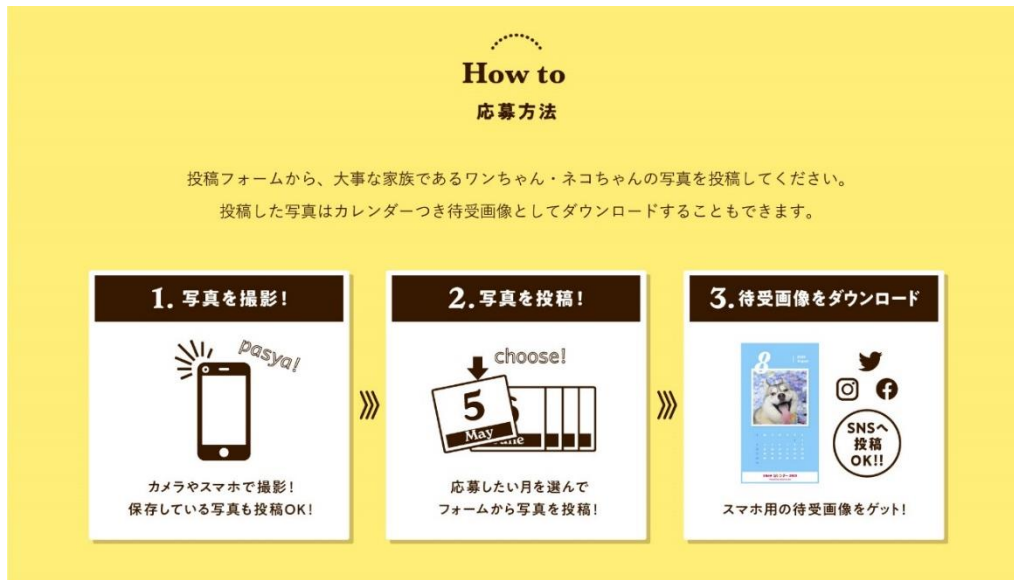 How to
応募方法
投稿フォームから、大事な家族であるワンちゃん・ネコちゃんの写真を投稿してください。
投稿した写真はカレンダーつき待受画像としてダウンロードすることもできます。
1. 写真を撮影!
pasya!
カメラやスマホで撮影!
保存している写真も投稿OK!
2. 写真を投稿!
choose!
5
May
応募したい月を選んで
フォームから写真を投稿!
3. 待受画像をダウンロード
8
SNSへ
投稿
OK!!
スマホ用の待受画像をゲット!